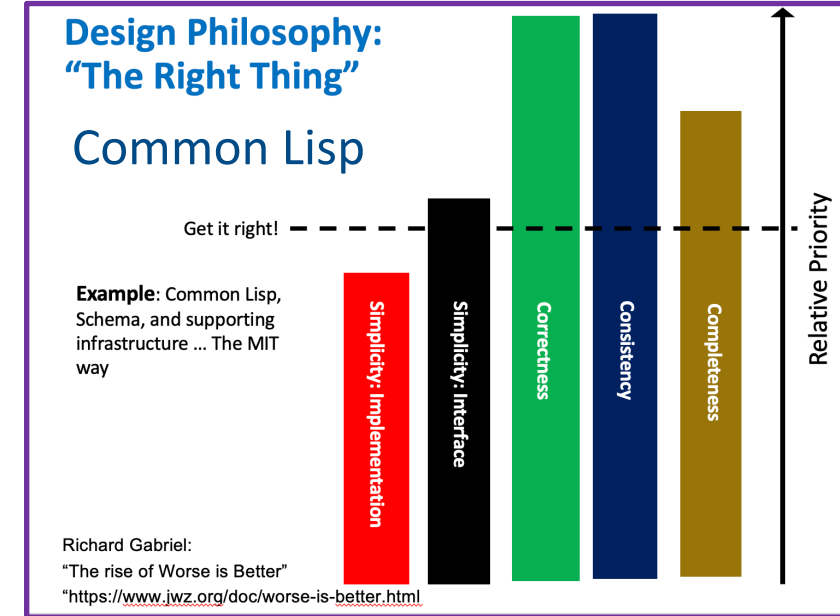 Design Philosophy:
“The Right Thing”
Common Lisp
Get it right!
Example: Common Lisp,
Schema, and supporting
infrastructure ... The MIT
way
Simplicity: Implementation
Simplicity: Interface
Correctness
Consistency
Completeness
Relative Priority
Richard Gabriel:
“The rise of Worse is Better”
“https://www.jwz.org/doc/worse-is-better.html